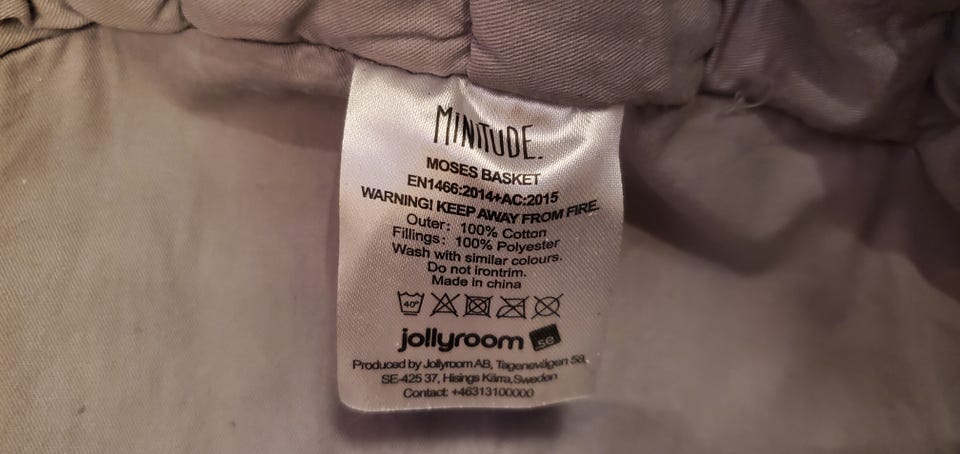 MINITUDE.
MOSES BASKET
EN1466:2014+AC:2015
WARNING! KEEP AWAY FROM FIRE.
Outer: 100% Cotton
Fillings: 100% Polyester
Wash with similar colours.
Do not irontrim.
Made in china
40°
jollyroom .se
Produced by Jollyroom AB, Tagenevägen 58,
SE-425 37, Hisings Kärra,Sweden
Contact: +46313100000